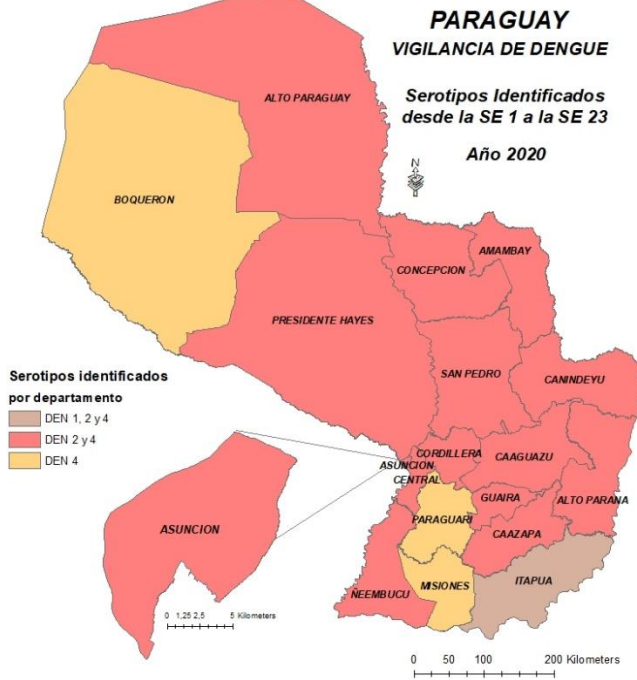 PARAGUAY
VIGILANCIA DE DENGUE
Serotipos Identificados
desde la SE 1 a la SE 23
Año 2020
N
ALTO PARAGUAY
BOQUERON
CONCEPCION
AMAMBAY
PRESIDENTE HAYES
SAN PEDRO
CANINDEYU
Serotipos identificados
por departamento
DEN 1, 2 y 4
DEN 2 y 4
DEN 4
CORDILLERA
CAAGUAZU
ASUNCION
CENTRAL
GUAIRA
ALTO PARANA
PARAGUARI
CAAZAPA
ASUNCION
ÑEEMBUCU
MISIONES
ITAPUA
0 1,25 2,5 5 Kilometers
0 50 100 200 Kilometers